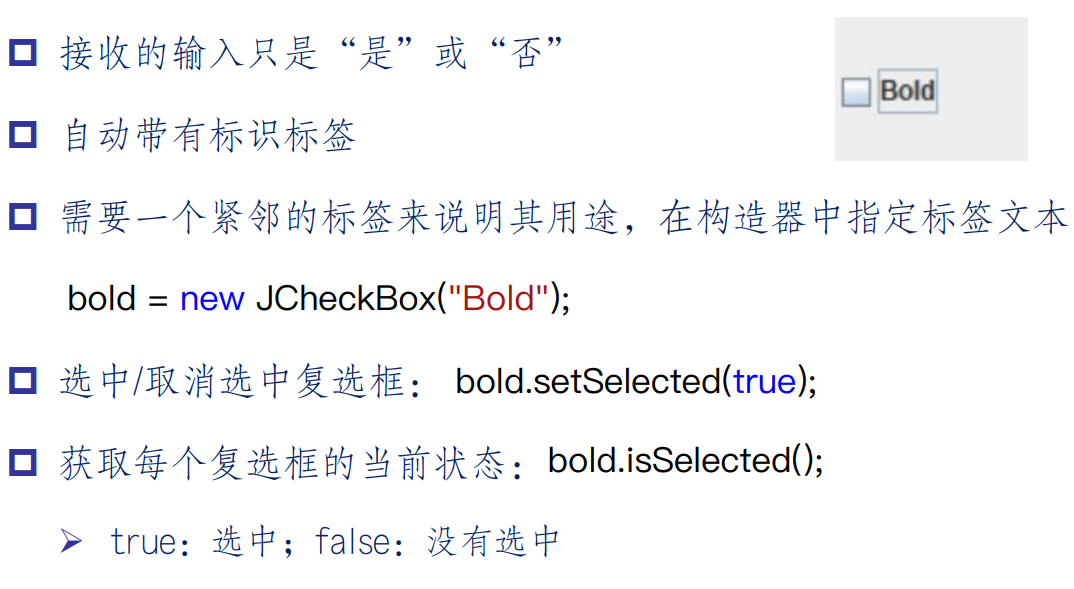 接收的输入只是“是”或“否”
Bold
自动带有标识标签
需要一个紧邻的标签来说明其用途，在构造器中指定标签文本
bold = new JCheckBox("Bold");
选中/取消选中复选框： bold.setSelected(true);
获取每个复选框的当前状态：bold.isSelected();
true：选中；false：没有选中